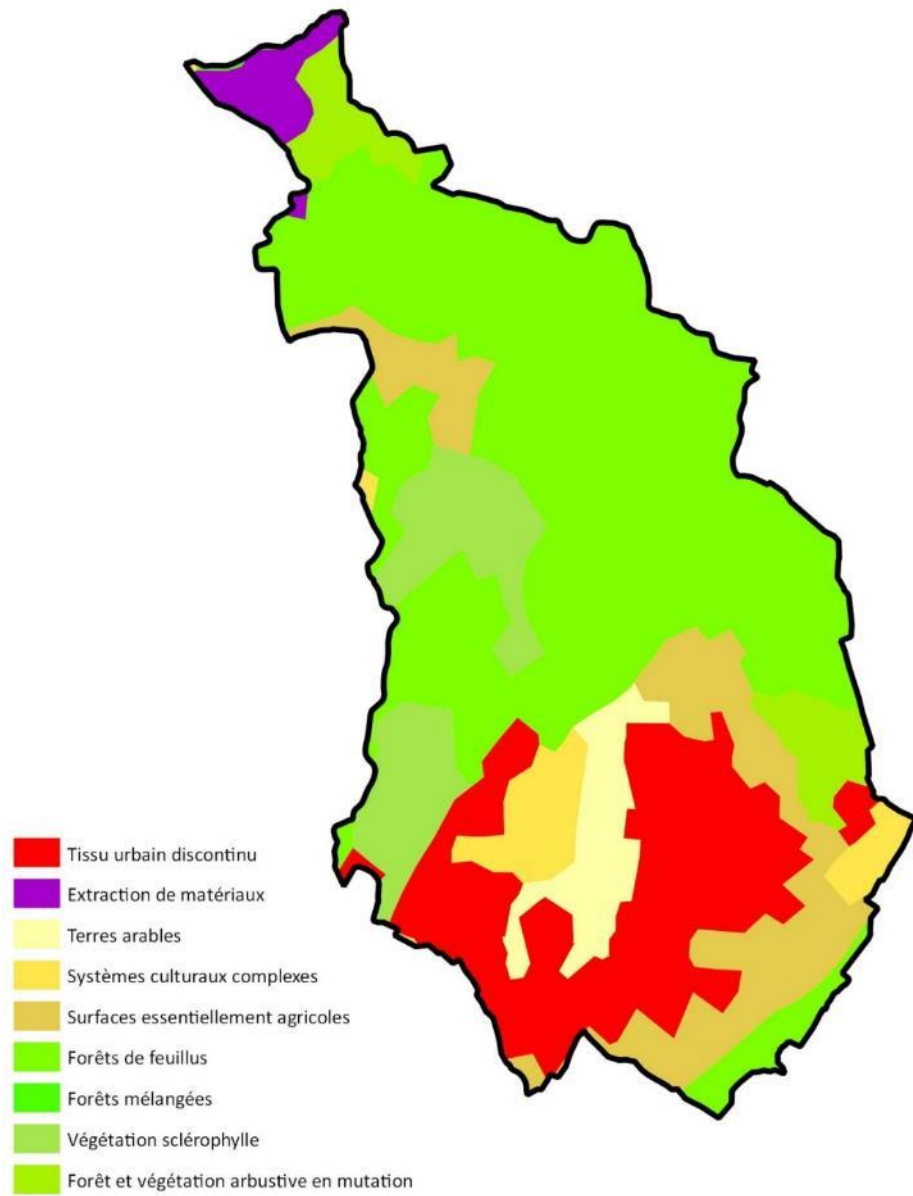 Tissu urbain discontinu
Extraction de matériaux
Terres arables
Systèmes culturaux complexes
Surfaces essentiellement agricoles
Forêts de feuillus
Forêts mélangées
Végétation sclérophylle
Forêt et végétation arbustive en mutation